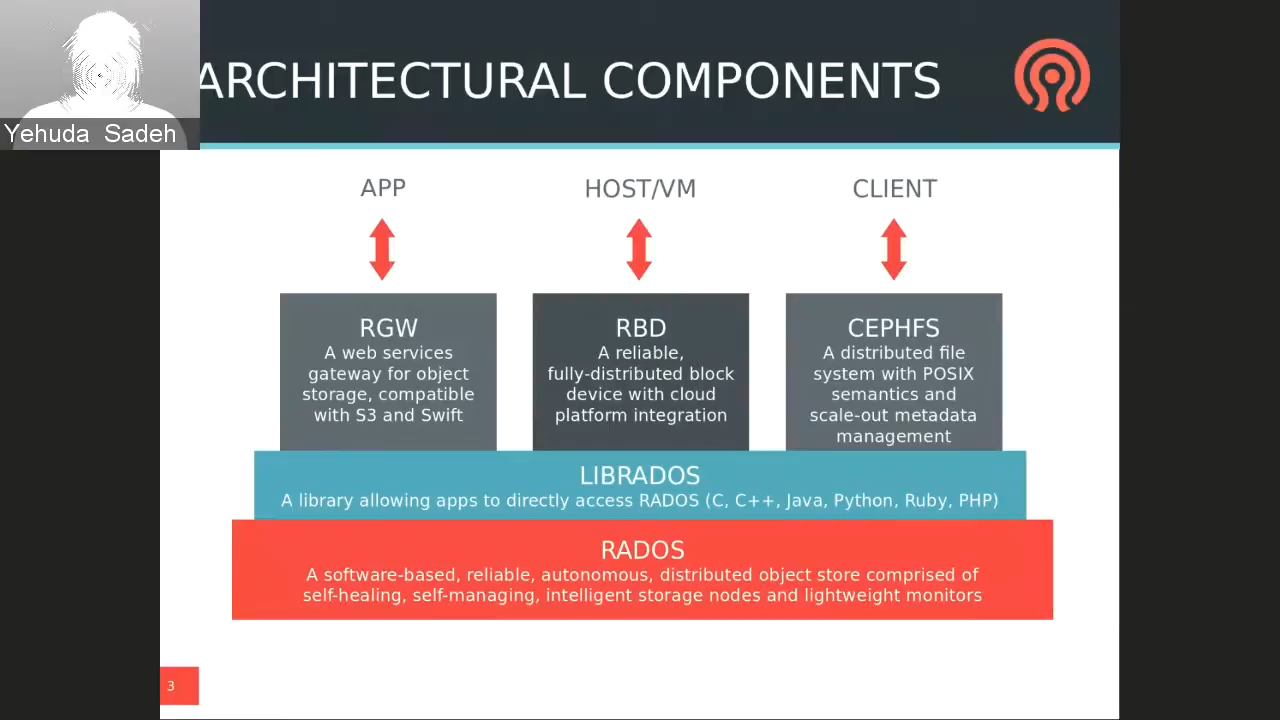 ARCHITECTURAL COMPONENTS
Yehuda Sadeh
APP
HOST/VM
CLIENT
RGW
A web services
gateway for object
storage, compatible
with S3 and Swift
RBD
A reliable,
fully-distributed block
device with cloud
platform integration
CEPHFS
A distributed file
system with POSIX
semantics and
scale-out metadata
management
LIBRADOS
A library allowing apps to directly access RADOS (C, C++, Java, Python, Ruby, PHP)
RADOS
A software-based, reliable, autonomous, distributed object store comprised of
self-healing, self-managing, intelligent storage nodes and lightweight monitors
3